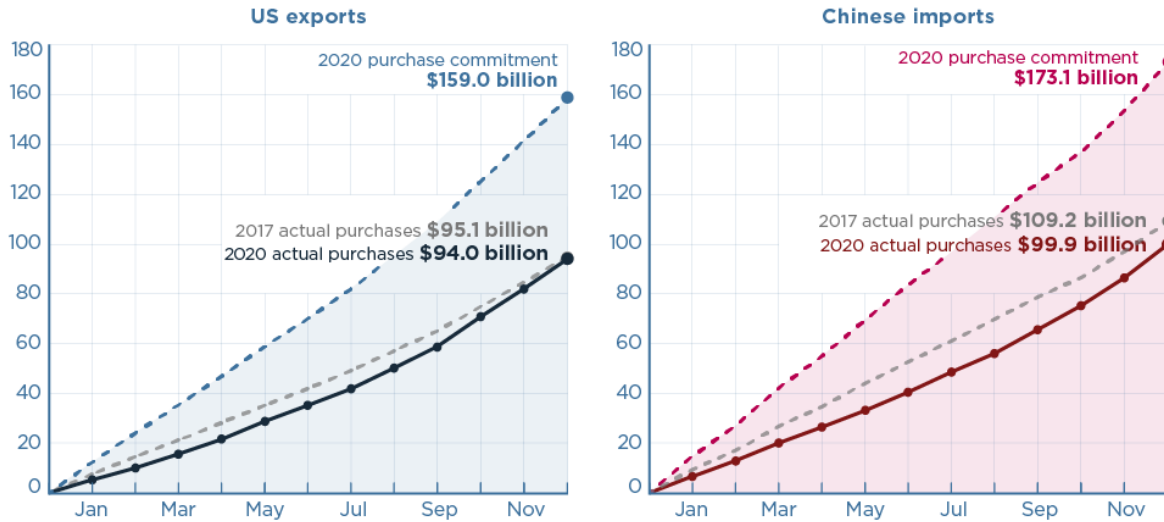 US exports
180
160
140
120
100
80
60
40
20
0
2020 purchase commitment
$159.0 billion
2017 actual purchases $95.1 billion
2020 actual purchases $94.0 billion
Jan Mar May Jul Sep Nov
Chinese imports
180
160
140
120
100
80
60
40
20
0
2020 purchase commitment
$173.1 billion
2017 actual purchases $109.2 billion
2020 actual purchases $99.9 billion
Jan Mar May Jul Sep Nov